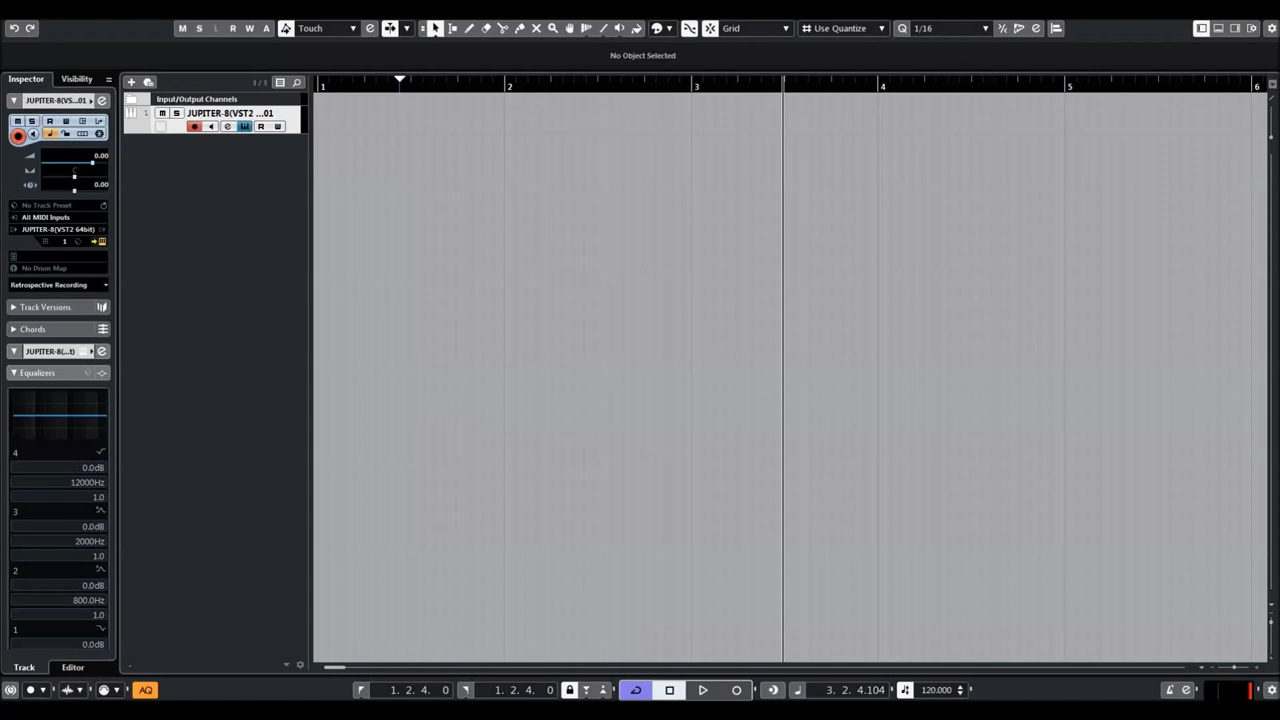 M S L R W A Touch Grid Use Quantize Q 1/16
No Object Selected
Inspector Visibility
3 / 3
1 2 3 4 5 6
JUPITER-8(VS...01
Input/Output Channels
1 M S JUPITER-8(VST2 ...01
R W
M S R W
0.00
C
0.00
No Track Preset
All MIDI Inputs
JUPITER-8(VST2 64bit)
1
No Drum Map
Retrospective Recording
Track Versions
Chords
JUPITER-8(...t)
Equalizers
4
0.0dB
12000Hz
1.0
3
0.0dB
2000Hz
1.0
2
0.0dB
800.0Hz
1.0
1
0.0dB
Track Editor
AQ 1. 2. 4. 0 1. 2. 4. 0 3. 2. 4.104 120.000